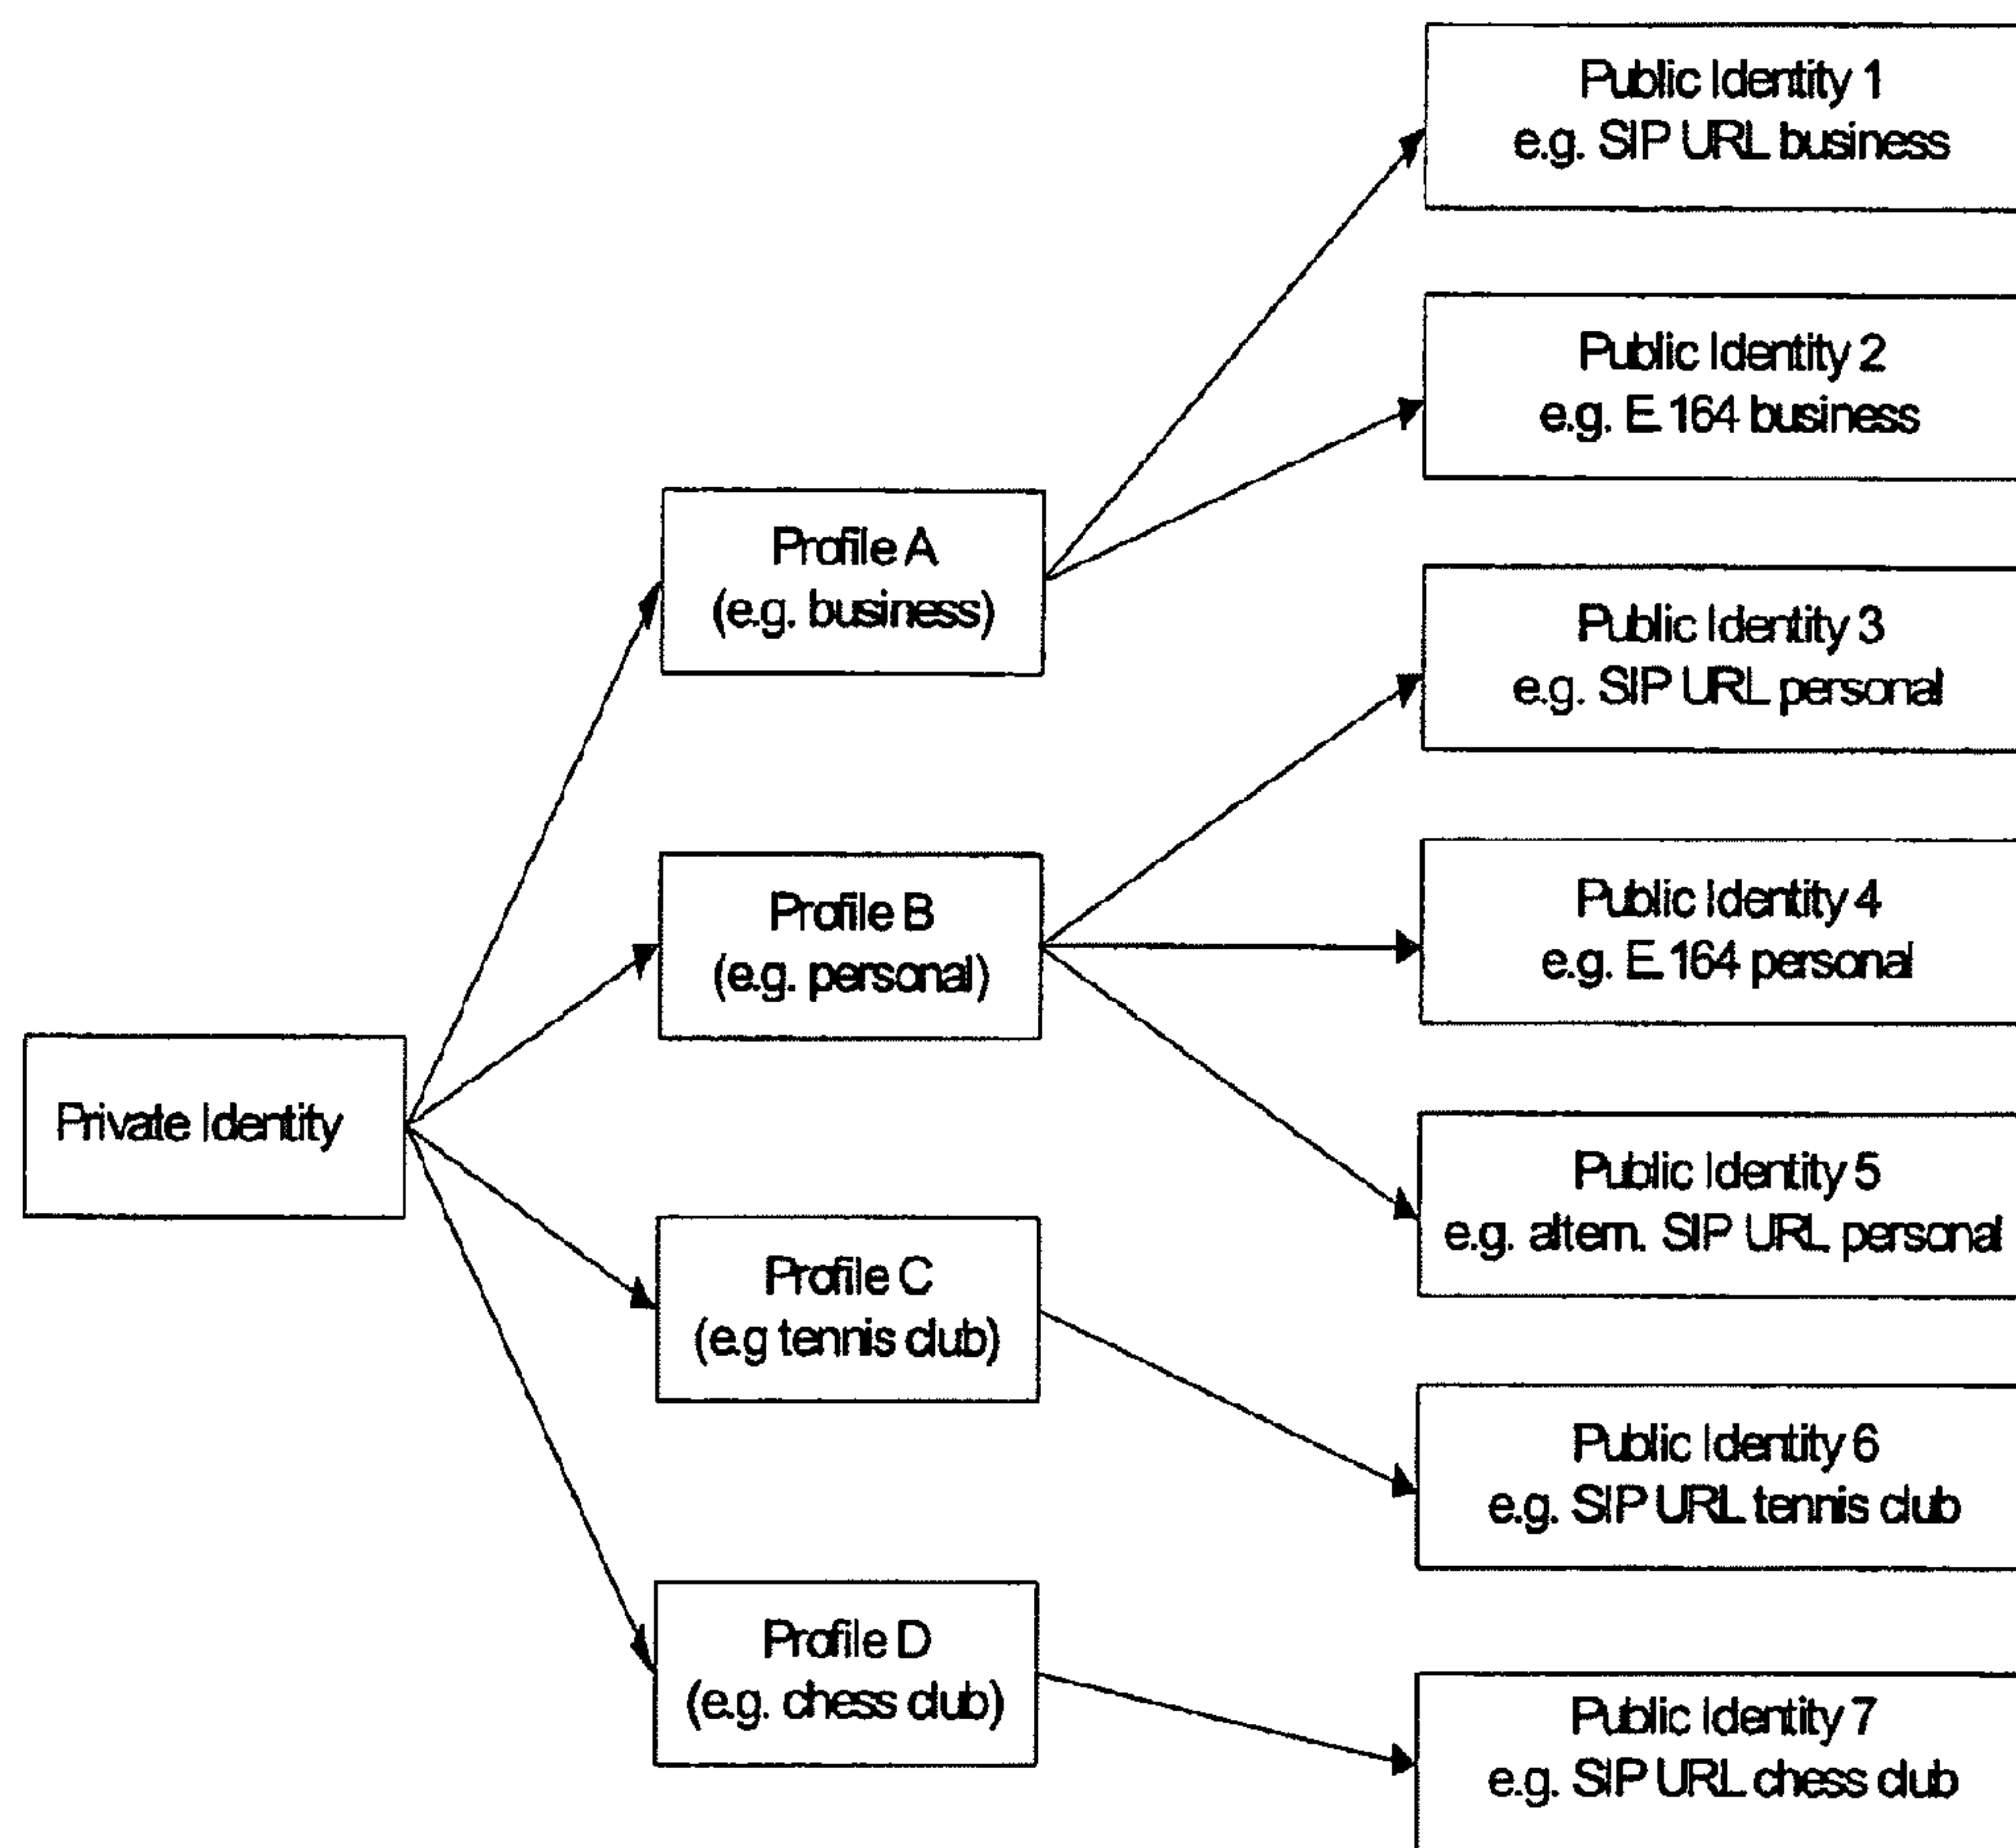 Public Identity 1
e.g. SIP URL business
Public Identity 2
e.g. E.164 business
Profile A
(e.g. business)
Public Identity 3
e.g. SIP URL personal
Profile B
(e.g. personal)
Public Identity 4
e.g. E.164 personal
Private Identity
Public Identity 5
e.g. altern. SIP URL personal
Profile C
(e.g tennis club)
Public Identity 6
e.g. SIP URL tennis club
Profile D
(e.g. chess club)
Public Identity 7
e.g. SIP URL chess club